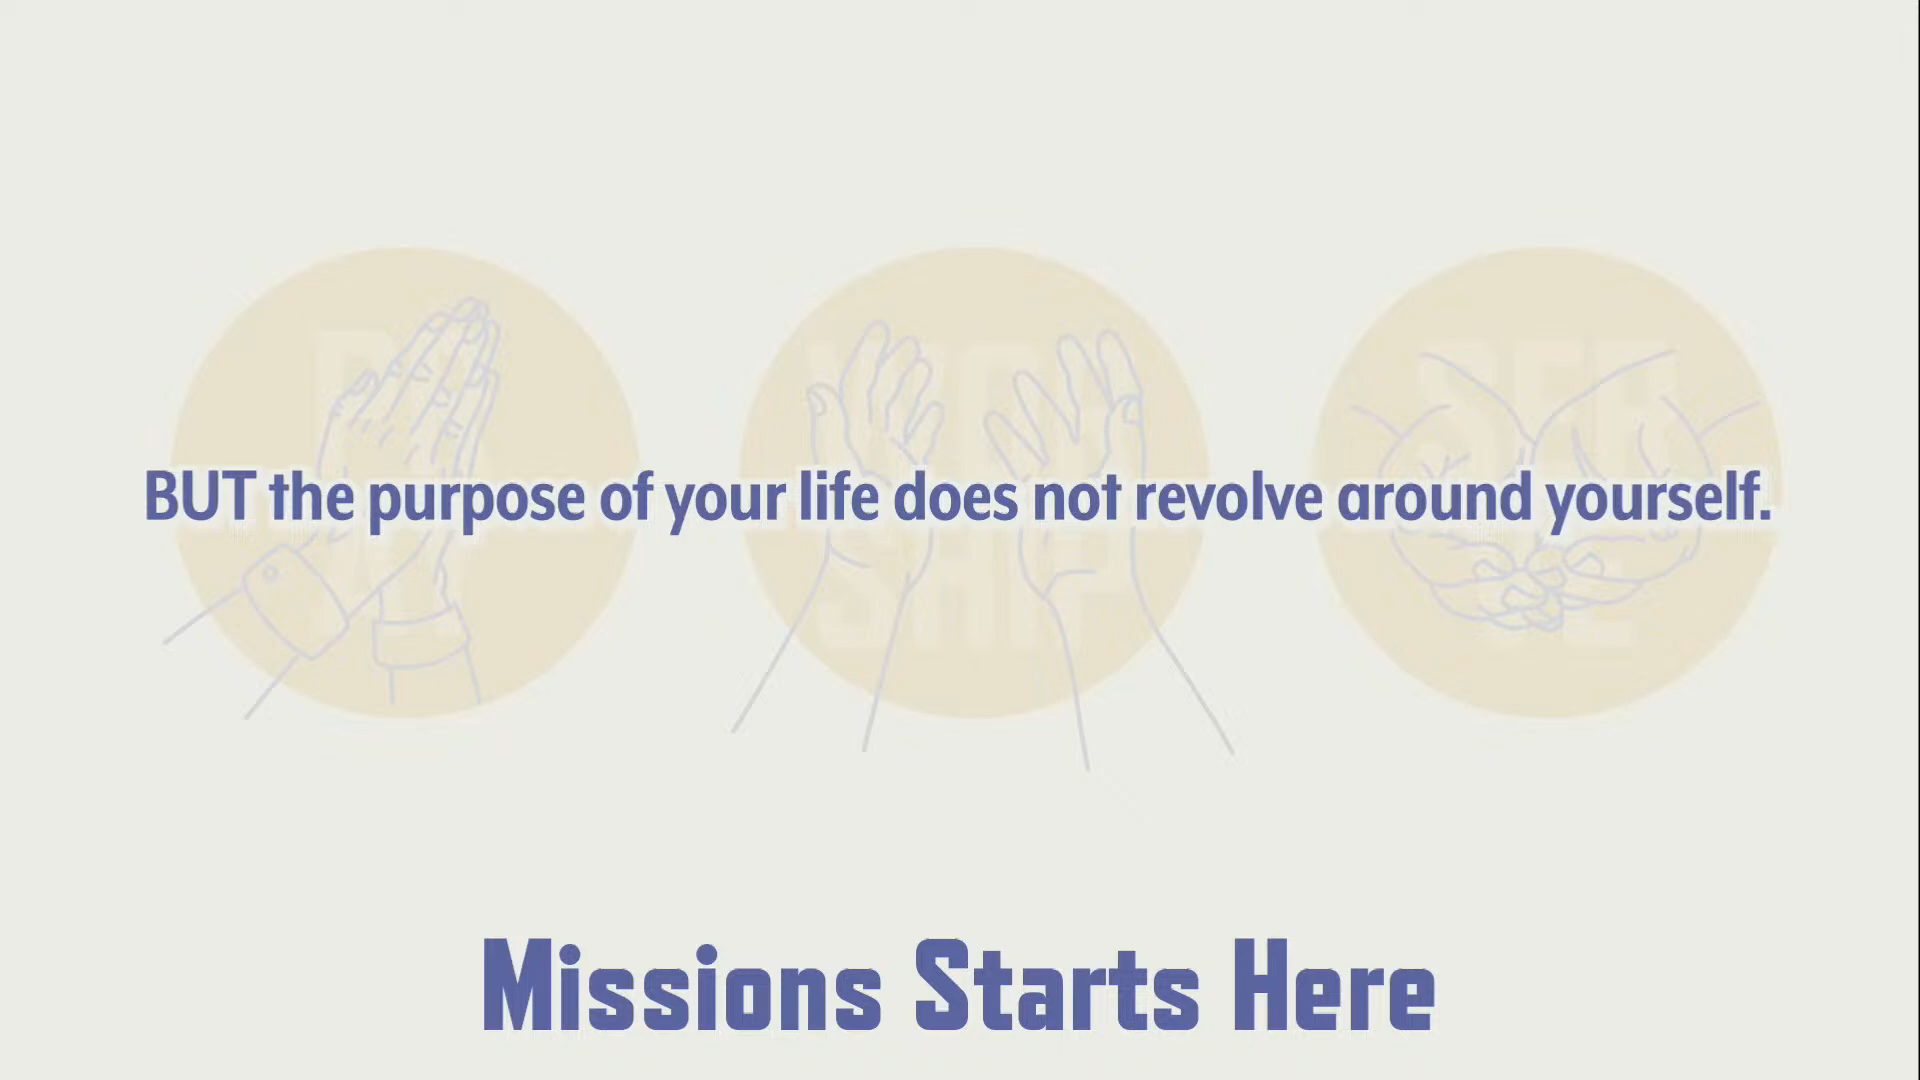 BUT the purpose of your life does not revolve around yourself.
Missions Starts Here